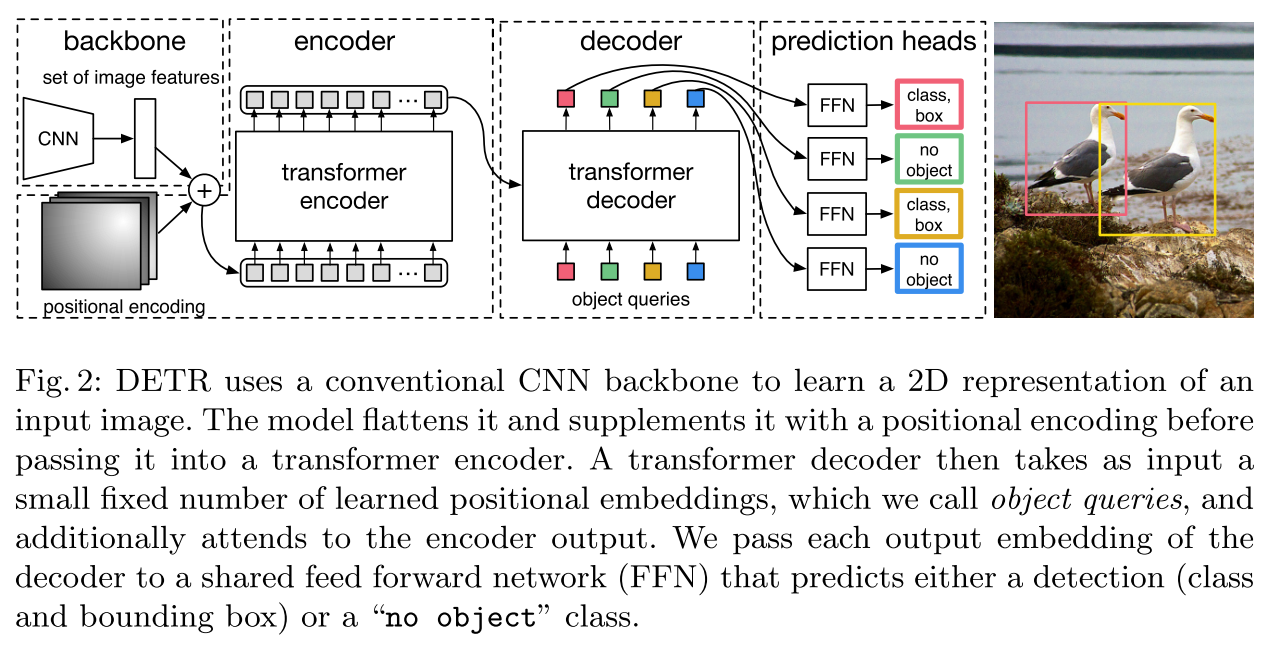 backbone
encoder
decoder
prediction heads
set of image features
CNN
+
positional encoding
...
transformer
encoder
...
transformer
decoder
object queries
FFN
class,
box
FFN
no
object
FFN
class,
box
FFN
no
object
Fig. 2: DETR uses a conventional CNN backbone to learn a 2D representation of an
input image. The model flattens it and supplements it with a positional encoding before
passing it into a transformer encoder. A transformer decoder then takes as input a
small fixed number of learned positional embeddings, which we call object queries, and
additionally attends to the encoder output. We pass each output embedding of the
decoder to a shared feed forward network (FFN) that predicts either a detection (class
and bounding box) or a “no object” class.